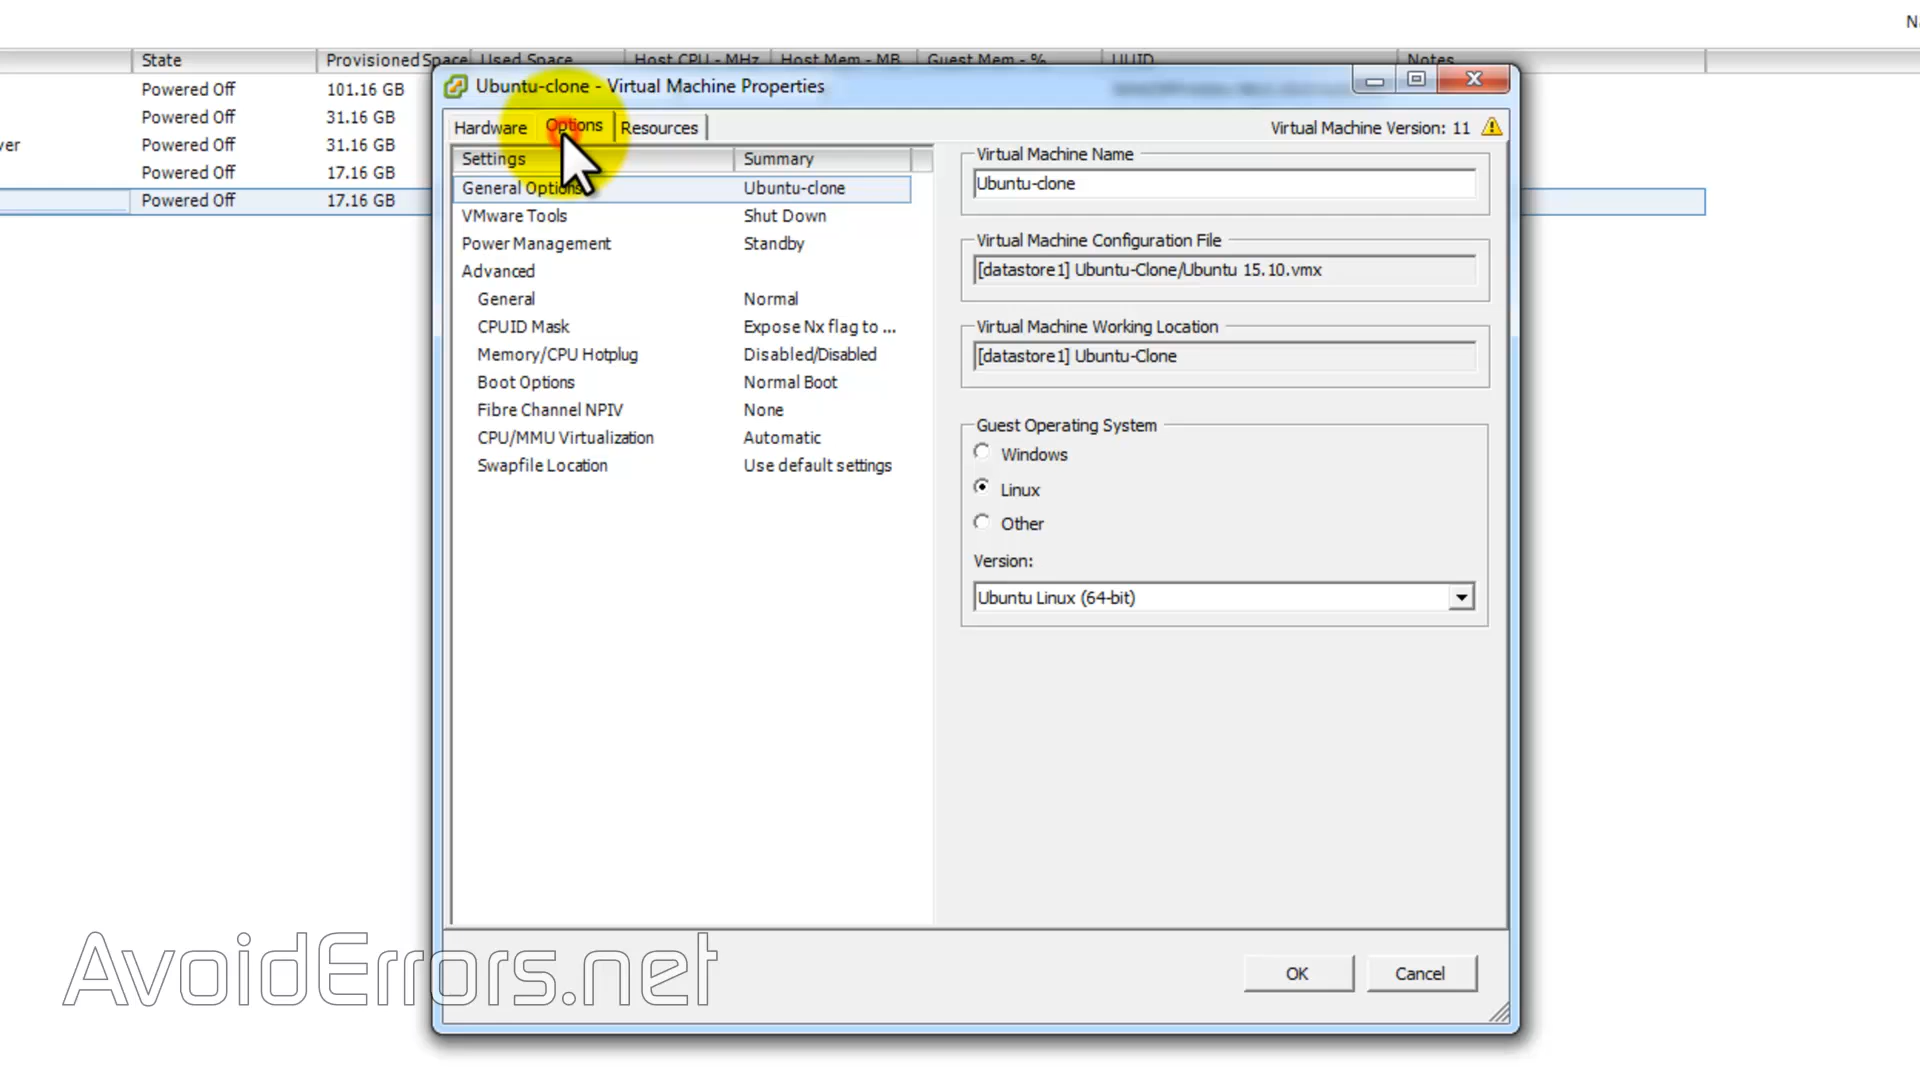 Na
State Provisioned Space Used Space Host CPU - MHz Host Mem - MB Guest Mem - % UUID Notes
Powered Off 101.16 GB
Powered Off 31.16 GB
ver Powered Off 31.16 GB
Powered Off 17.16 GB
Powered Off 17.16 GB
Ubuntu-clone - Virtual Machine Properties
Hardware Options Resources
Virtual Machine Version: 11
Settings Summary
General Options Ubuntu-clone
VMware Tools Shut Down
Power Management Standby
Advanced
General Normal
CPUID Mask Expose Nx flag to ...
Memory/CPU Hotplug Disabled/Disabled
Boot Options Normal Boot
Fibre Channel NPIV None
CPU/MMU Virtualization Automatic
Swapfile Location Use default settings
Virtual Machine Name
Ubuntu-clone
Virtual Machine Configuration File
[datastore1] Ubuntu-Clone/Ubuntu 15.10.vmx
Virtual Machine Working Location
[datastore1] Ubuntu-Clone
Guest Operating System
Windows
Linux
Other
Version:
Ubuntu Linux (64-bit)
OK Cancel
AvoidErrors.net